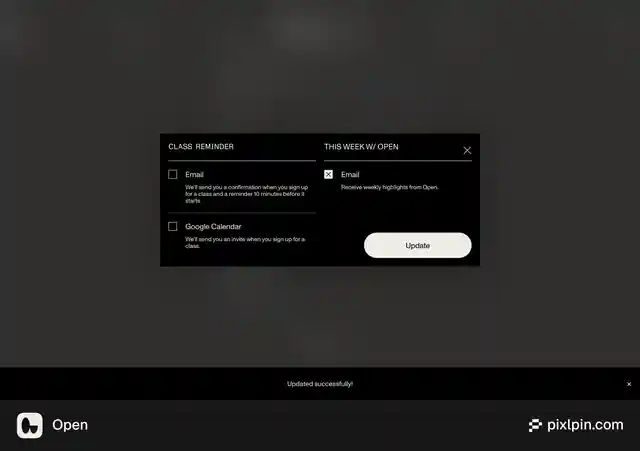 CLASS REMINDER
Email
We'll send you a confirmation when you sign up
for a class and a reminder 10 minutes before it
starts
Google Calendar
We'll send you an invite when you sign up for a
class.
THIS WEEK W/ OPEN
Email
Receive weekly highlights from Open.
Update
Updated successfully!
Open
pixlpin.com